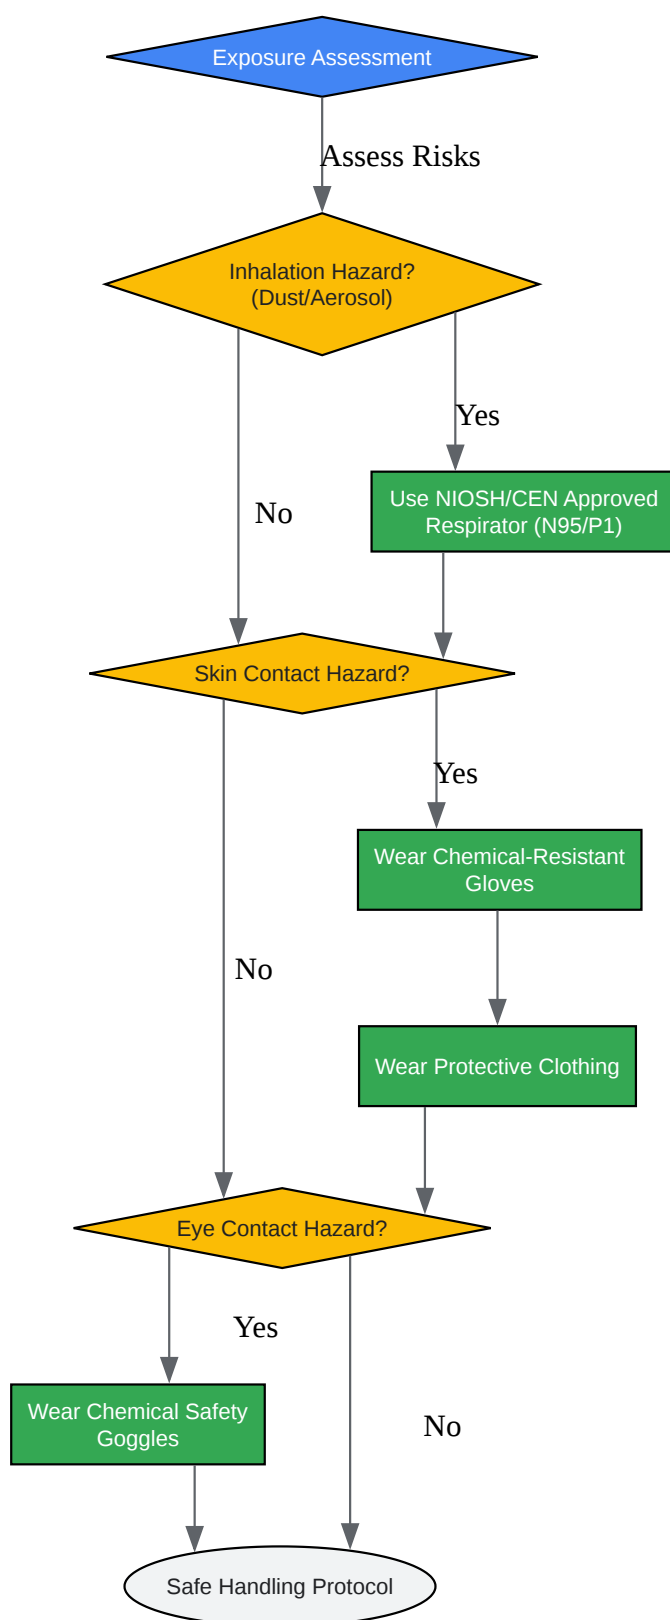 Exposure Assessment
Assess Risks
Inhalation Hazard?
(Dust/Aerosol)
Yes
Use NIOSH/CEN Approved
Respirator (N95/P1)
No
Skin Contact Hazard?
Yes
Wear Chemical-Resistant
Gloves
No
Wear Protective Clothing
Eye Contact Hazard?
Yes
Wear Chemical Safety
Goggles
No
Safe Handling Protocol